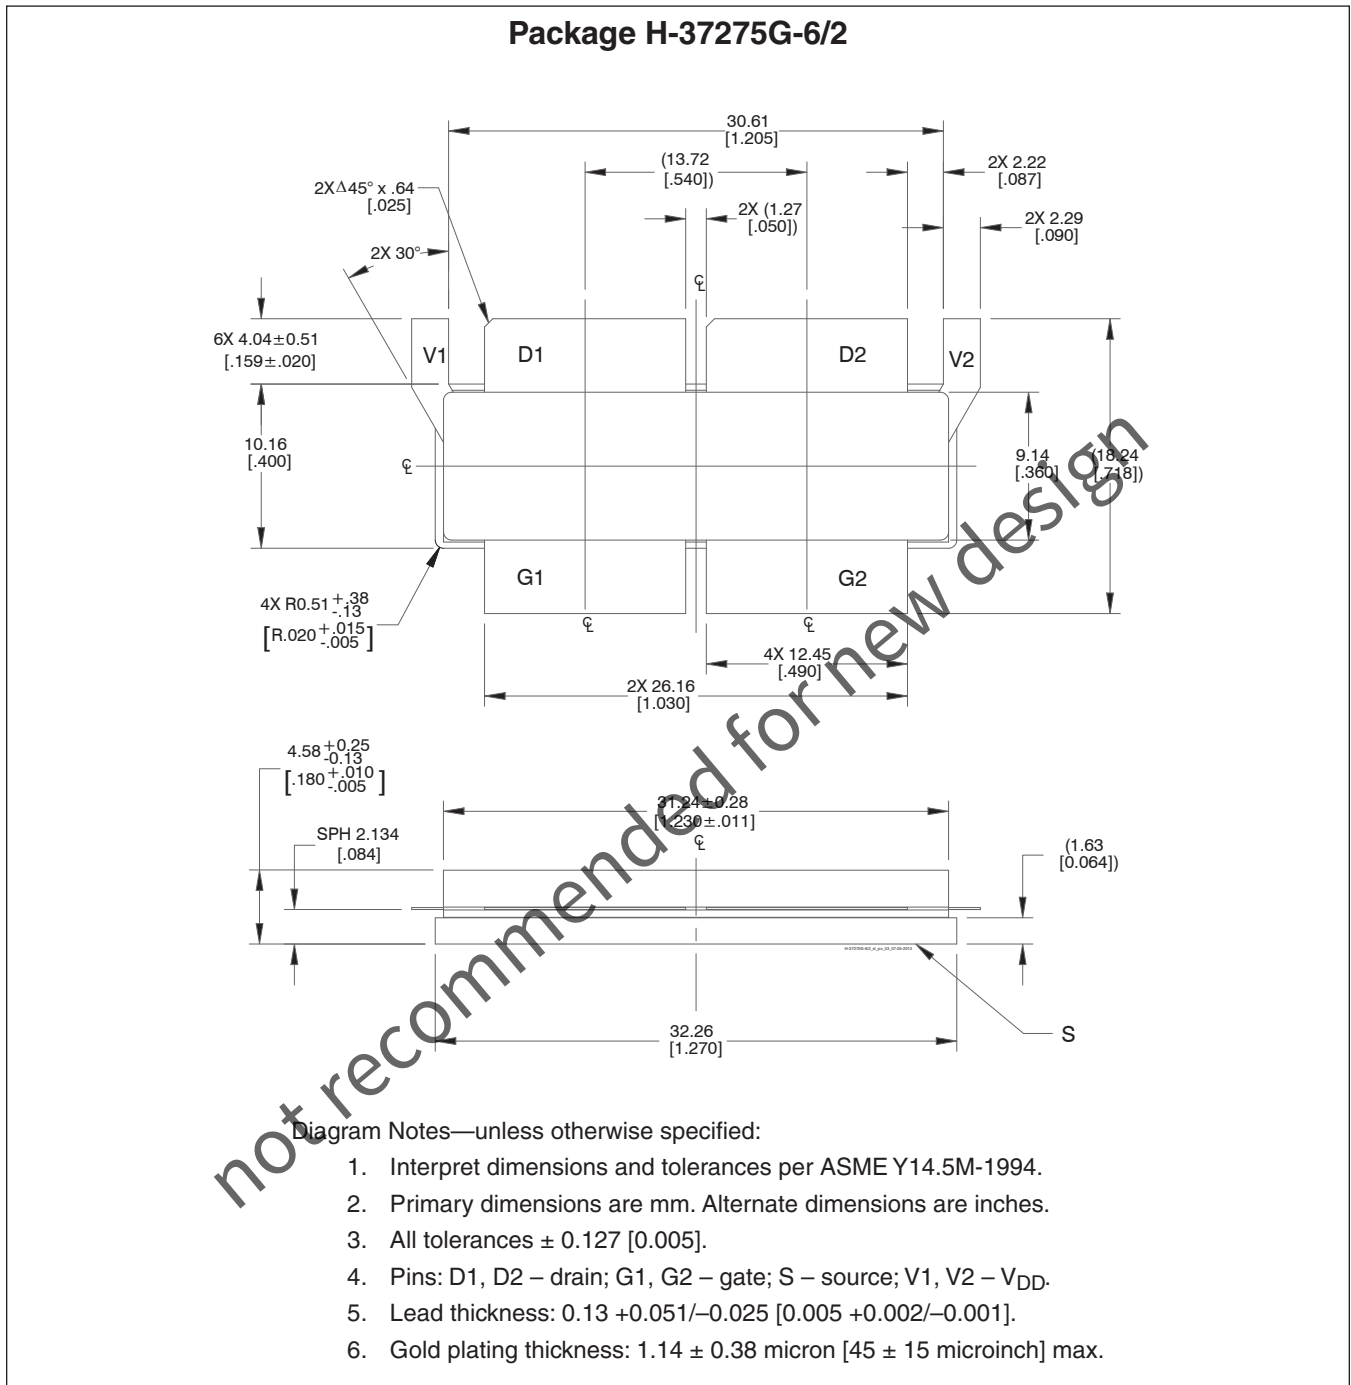 Package H-37275G-6/2
30.61
[1.205]
(13.72
[.540])
2X 2.22
[.087]
2X∆45° x .64
[.025]
2X (1.27
[.050])
2X 2.29
[.090]
2X 30°
℄
6X 4.04±0.51
[.159±.020]
V1
D1
D2
V2
10.16
[.400]
℄
9.14
[.360]
(18.24
[.718])
G1
G2
4X R0.51 +.38
-.13
[R.020 +.015
-.005 ]
℄
℄
4X 12.45
[.490]
2X 26.16
[1.030]
4.58 +0.25
-0.13
[.180 +.010
-.005 ]
31.24±0.28
[1.230±.011]
℄
SPH 2.134
[.084]
(1.63
[0.064])
32.26
[1.270]
S
not recommended for new design
Diagram Notes—unless otherwise specified:
1. Interpret dimensions and tolerances per ASME Y14.5M-1994.
2. Primary dimensions are mm. Alternate dimensions are inches.
3. All tolerances ± 0.127 [0.005].
4. Pins: D1, D2 – drain; G1, G2 – gate; S – source; V1, V2 – VDD.
5. Lead thickness: 0.13 +0.051/–0.025 [0.005 +0.002/–0.001].
6. Gold plating thickness: 1.14 ± 0.38 micron [45 ± 15 microinch] max.